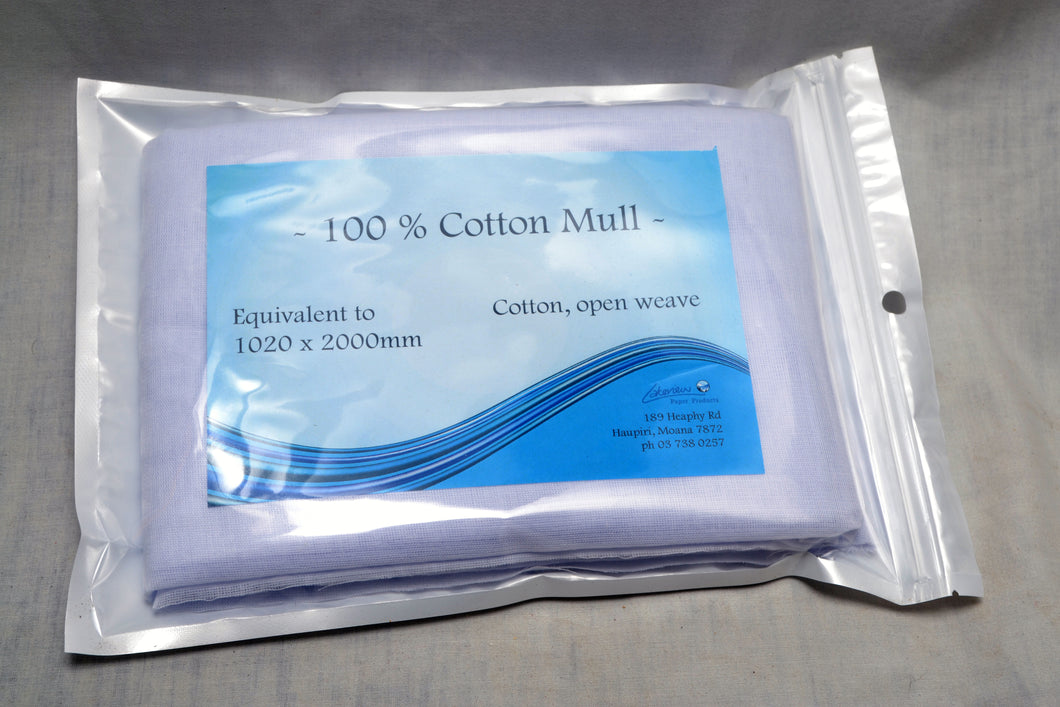 ~ 100 % Cotton Mull ~
Equivalent to
1020 x 2000mm
Cotton, open weave
Lakeview
Paper Products
189 Heaphy Rd
Haupiri, Moana 7872
ph 03 738 0257